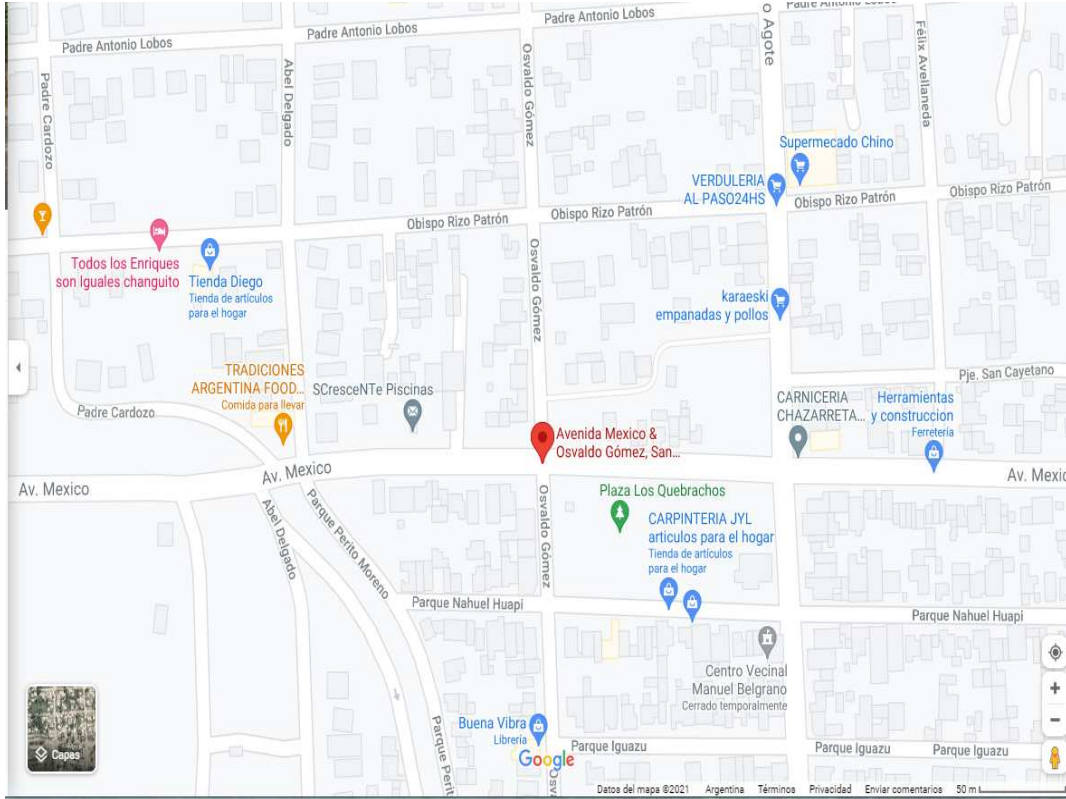 Padre Antonio Lobos
Padre Antonio Lobos
Padre Antonio Lobos
Padre Cardozo
Abel Delgado
Osvaldo Gómez
o Agote
Félix Avellaneda
Supermecado Chino
VERDULERIA
AL PASO24HS
Obispo Rizo Patrón
Obispo Rizo Patrón
Obispo Rizo Patrón
Obispo Rizo Patrón
Todos los Enriques
son Iguales changuito
Tienda Diego
Tienda de artículos
para el hogar
Osvaldo Gómez
karaeski
empanadas y pollos
TRADICIONES
ARGENTINA FOOD...
Comida para llevar
SCresceNTe Piscinas
Pje. San Cayetano
CARNICERIA
CHAZARRETA...
Herramientas
y construccion
Ferretería
Padre Cardozo
Avenida Mexico &
Osvaldo Gómez, San...
Av. Mexico
Av. Mexico
Av. Mexic
Plaza Los Quebrachos
CARPINTERIA JYL
articulos para el hogar
Tienda de artículos
para el hogar
Abel Delgado
Parque Perito Moreno
Osvaldo Gómez
Parque Nahuel Huapi
Parque Nahuel Huapi
Centro Vecinal
Manuel Belgrano
Cerrado temporalmente
Buena Vibra
Librería
Parque Perit
Osva
Parque Iguazu
Parque Iguazu
Parque Iguazu
Capas
Google
Datos del mapa ©2021 Argentina Términos Privacidad Enviar comentarios 50 m